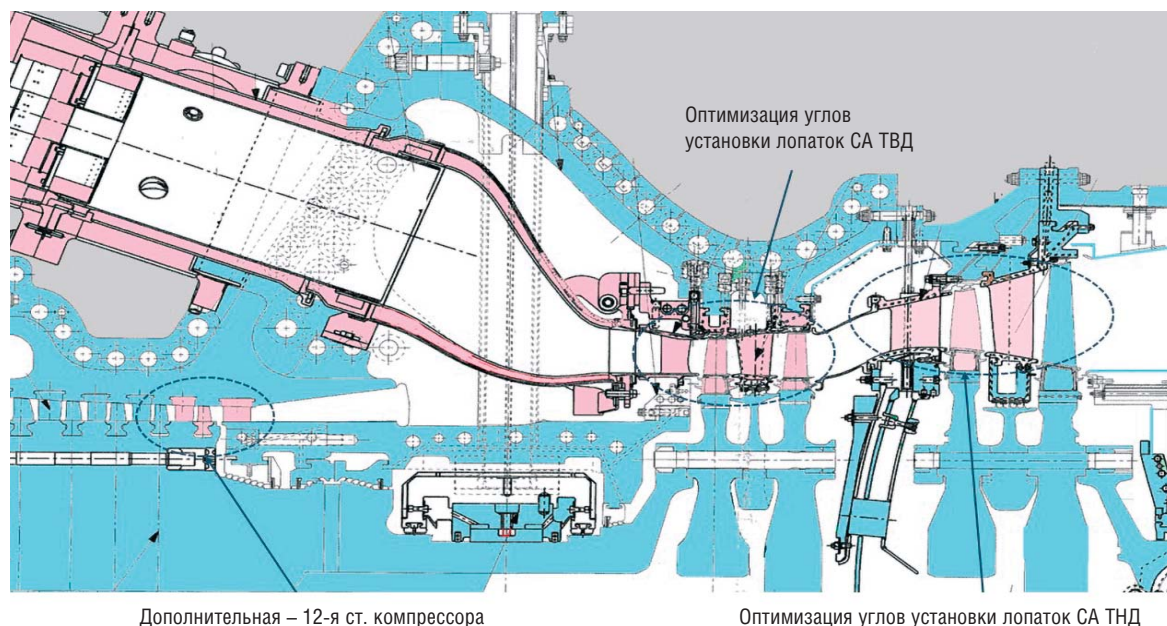 Оптимизация углов
установки лопаток СА ТВД
Дополнительная – 12-я ст. компрессора
Оптимизация углов установки лопаток СА ТНД